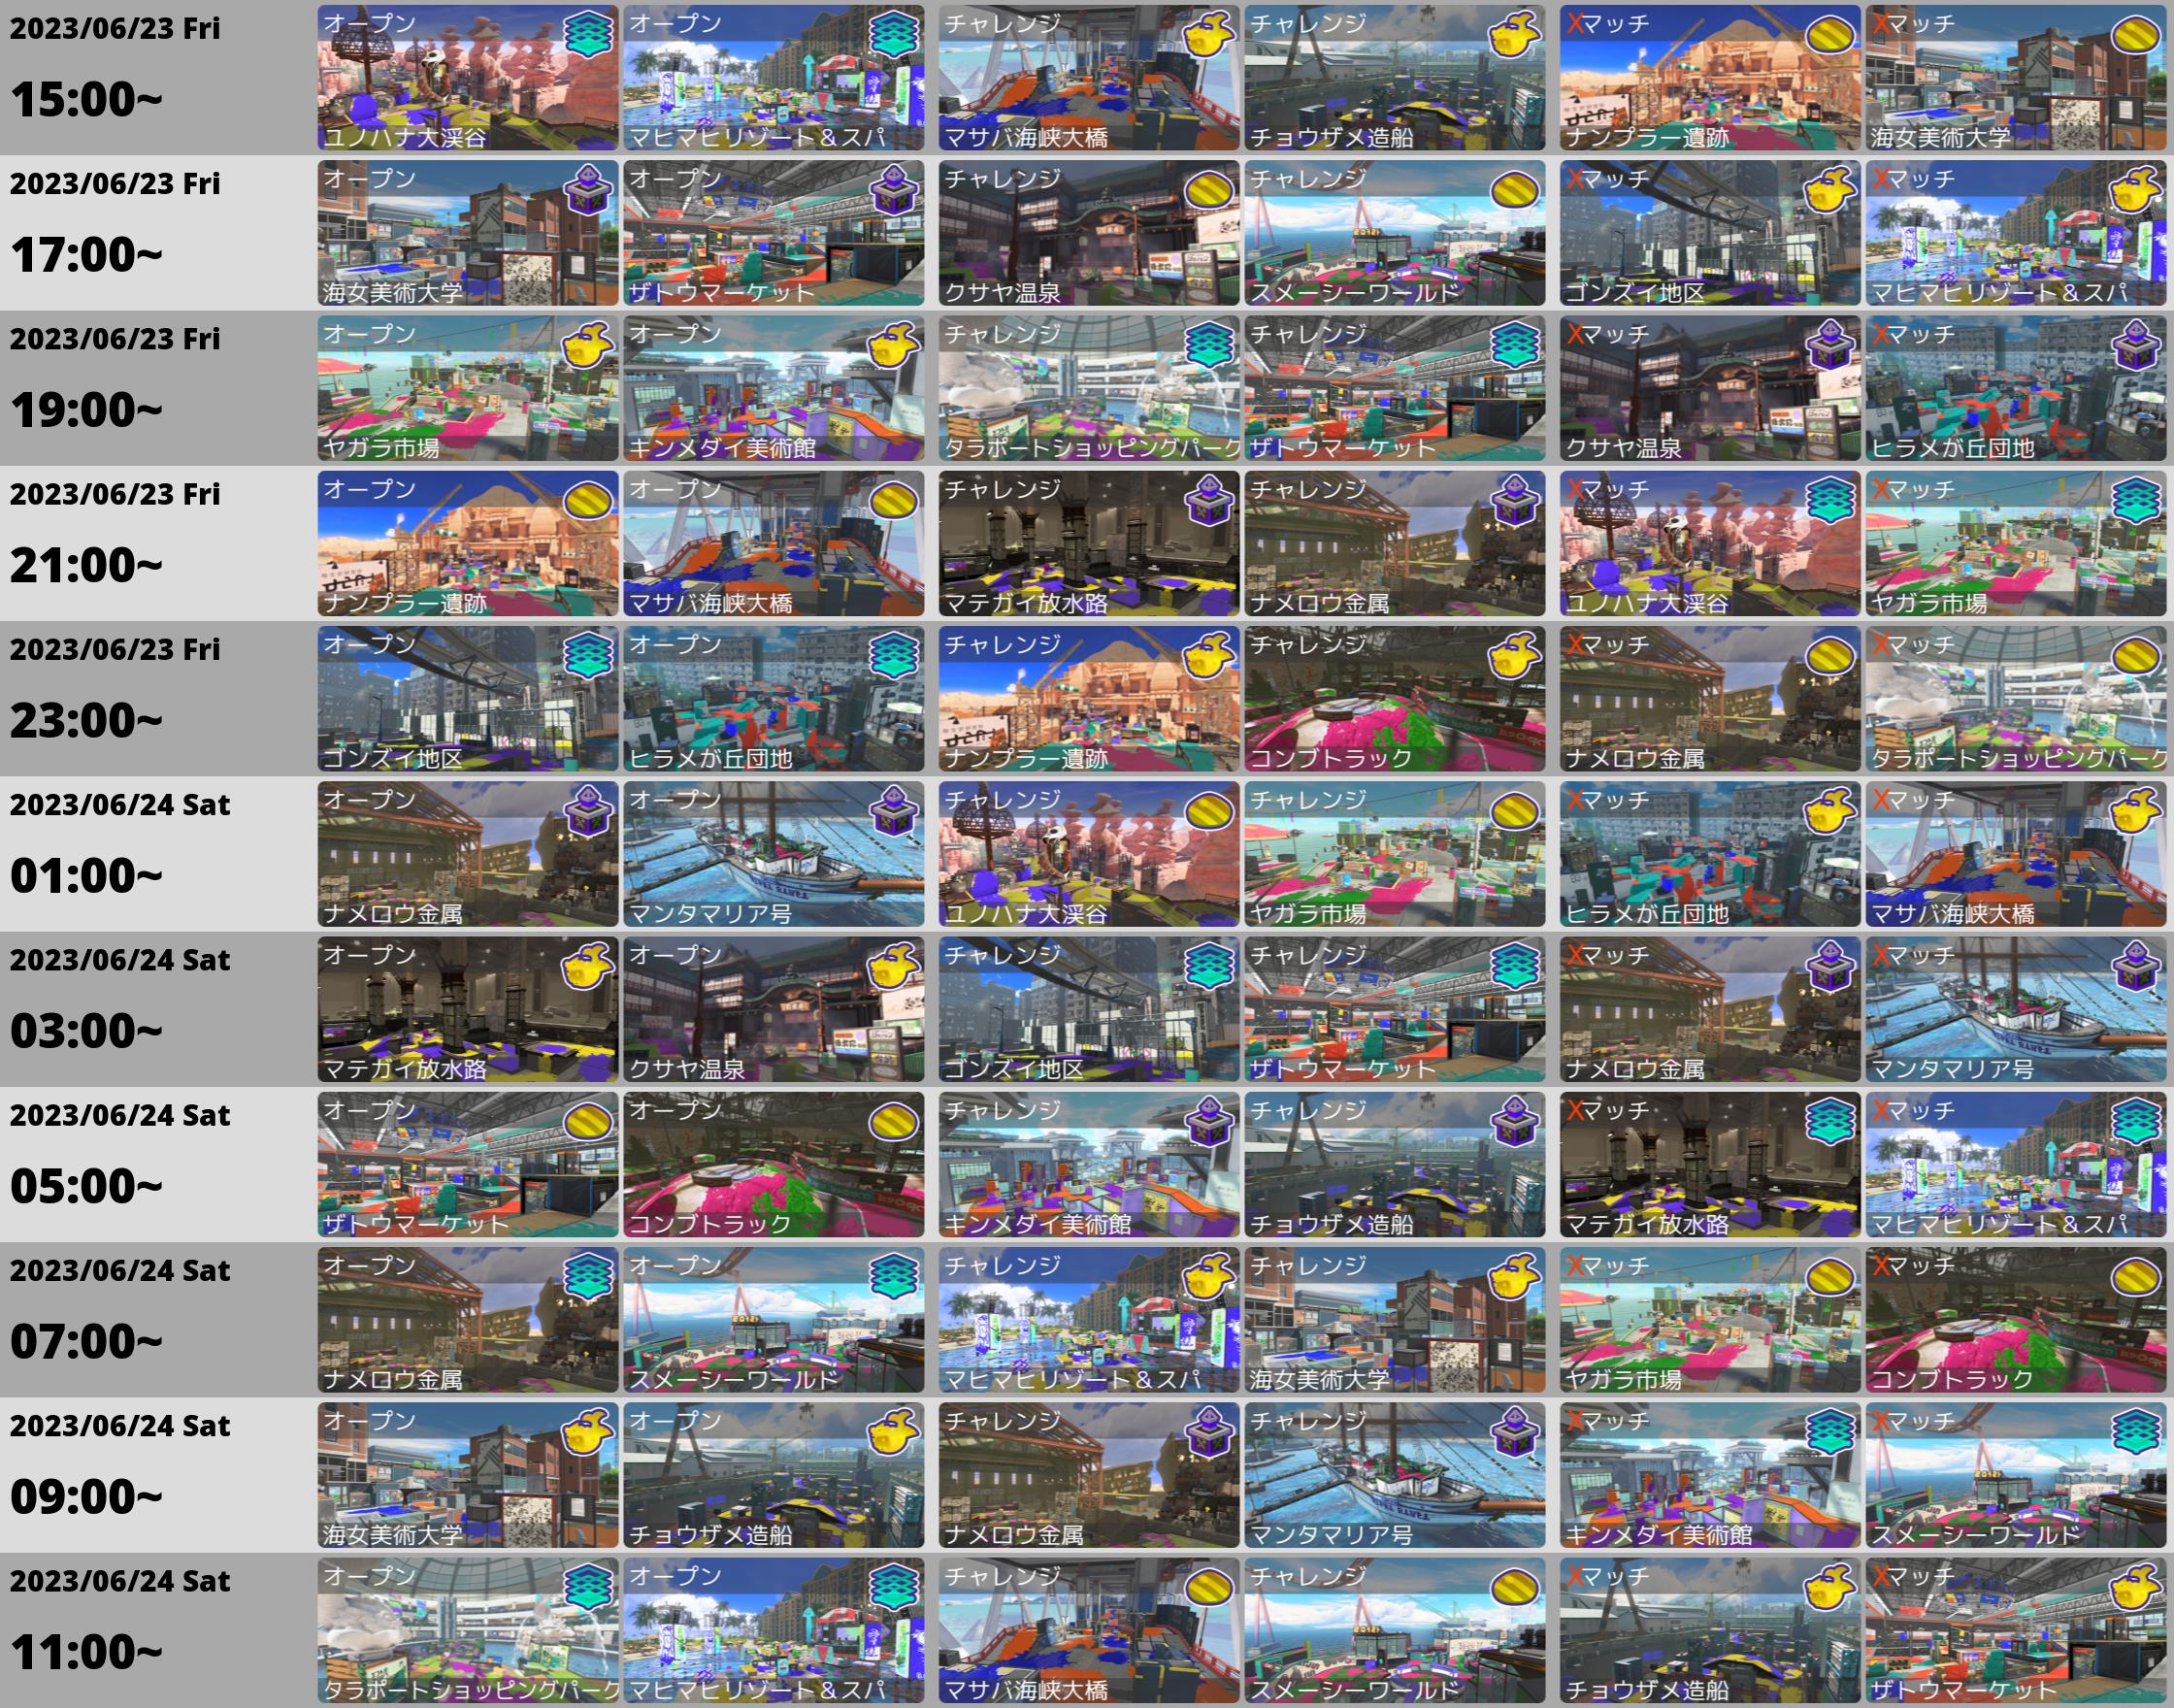 2023/06/23 Fri
15:00~
オープン
ユノハナ大渓谷
オープン
マヒマヒリゾート＆スパ
チャレンジ
マサバ海峡大橋
チャレンジ
チョウザメ造船
Xマッチ
ナンプラー遺跡
Xマッチ
海女美術大学
2023/06/23 Fri
17:00~
オープン
海女美術大学
オープン
ザトウマーケット
チャレンジ
クサヤ温泉
チャレンジ
スメーシーワールド
Xマッチ
ゴンズイ地区
Xマッチ
マヒマヒリゾート＆スパ
2023/06/23 Fri
19:00~
オープン
ヤガラ市場
オープン
キンメダイ美術館
チャレンジ
タラポートショッピングパーク
チャレンジ
ザトウマーケット
Xマッチ
クサヤ温泉
Xマッチ
ヒラメが丘団地
2023/06/23 Fri
21:00~
オープン
ナンプラー遺跡
オープン
マサバ海峡大橋
チャレンジ
マテガイ放水路
チャレンジ
ナメロウ金属
Xマッチ
ユノハナ大渓谷
Xマッチ
ヤガラ市場
2023/06/23 Fri
23:00~
オープン
ゴンズイ地区
オープン
ヒラメが丘団地
チャレンジ
ナンプラー遺跡
チャレンジ
コンブトラック
Xマッチ
ナメロウ金属
Xマッチ
タラポートショッピングパーク
2023/06/24 Sat
01:00~
オープン
ナメロウ金属
オープン
マンタマリア号
チャレンジ
ユノハナ大渓谷
チャレンジ
ヤガラ市場
Xマッチ
ヒラメが丘団地
Xマッチ
マサバ海峡大橋
2023/06/24 Sat
03:00~
オープン
マテガイ放水路
オープン
クサヤ温泉
チャレンジ
ゴンズイ地区
チャレンジ
ザトウマーケット
Xマッチ
ナメロウ金属
Xマッチ
マンタマリア号
2023/06/24 Sat
05:00~
オープン
ザトウマーケット
オープン
コンブトラック
チャレンジ
キンメダイ美術館
チャレンジ
チョウザメ造船
Xマッチ
マテガイ放水路
Xマッチ
マヒマヒリゾート＆スパ
2023/06/24 Sat
07:00~
オープン
ナメロウ金属
オープン
スメーシーワールド
チャレンジ
マヒマヒリゾート＆スパ
チャレンジ
海女美術大学
Xマッチ
ヤガラ市場
Xマッチ
コンブトラック
2023/06/24 Sat
09:00~
オープン
海女美術大学
オープン
チョウザメ造船
チャレンジ
ナメロウ金属
チャレンジ
マンタマリア号
Xマッチ
キンメダイ美術館
Xマッチ
スメーシーワールド
2023/06/24 Sat
11:00~
オープン
タラポートショッピングパーク
オープン
マヒマヒリゾート＆スパ
チャレンジ
マサバ海峡大橋
チャレンジ
スメーシーワールド
Xマッチ
チョウザメ造船
Xマッチ
ザトウマーケット